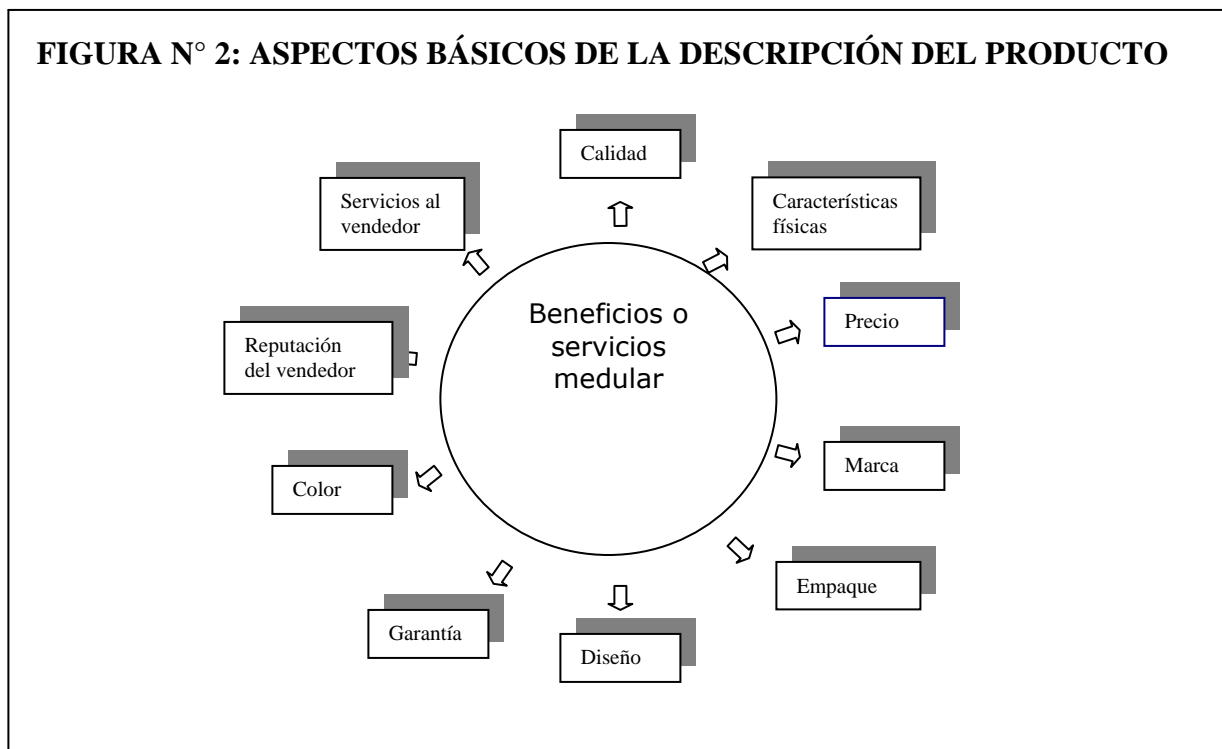 FIGURA N° 2: ASPECTOS BÁSICOS DE LA DESCRIPCIÓN DEL PRODUCTO
Calidad
Servicios al
vendedor
Características
físicas
Beneficios o
servicios
medular
Precio
Reputación
del vendedor
Marca
Color
Empaque
Garantía
Diseño